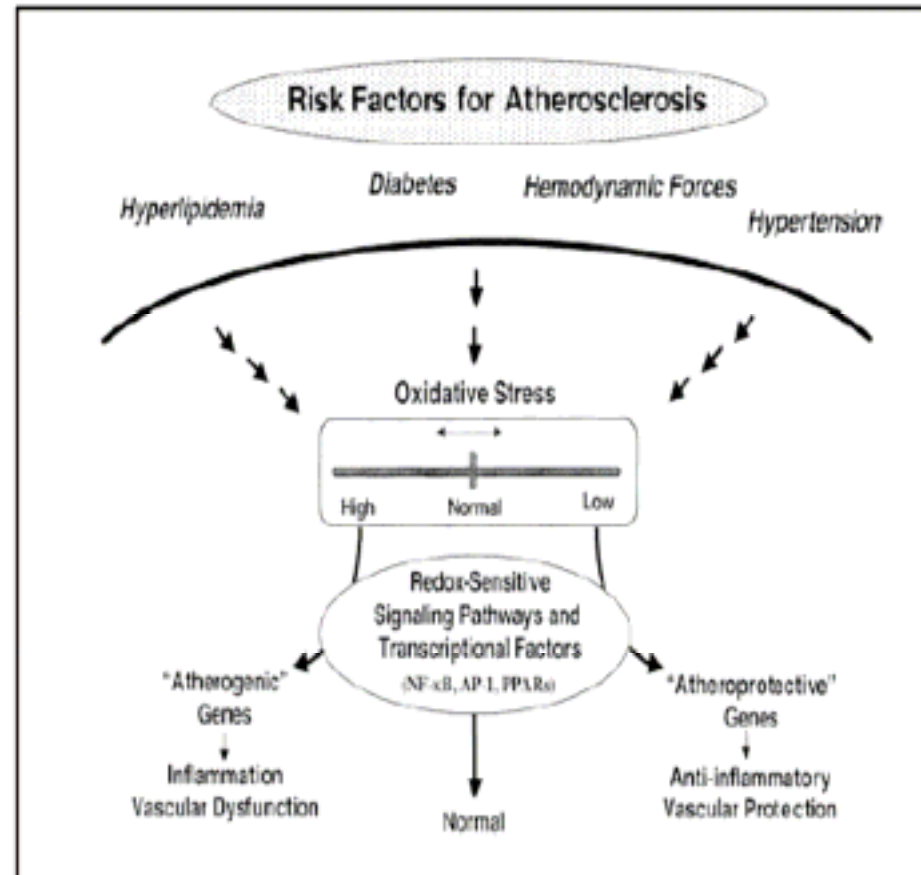 Risk Factors for Atherosclerosis
Hyperlipidemia
Diabetes
Hemodynamic Forces
Hypertension
Oxidative Stress
High
Normal
Low
Redox-Sensitive
Signaling Pathways and
Transcriptional Factors
(NF-κB, AP-1, PPARs)
"Atherogenic"
Genes
Inflammation
Vascular Dysfunction
Normal
"Atheroprotective"
Genes
Anti-inflammatory
Vascular Protection